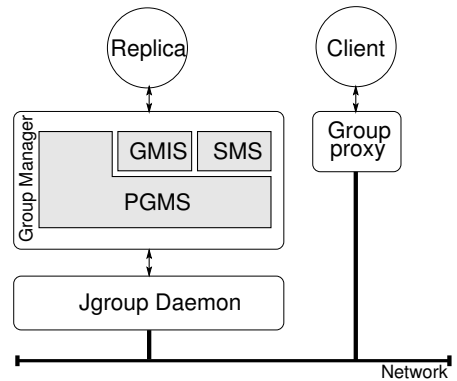 Replica
Client
Group Manager
GMIS
SMS
PGMS
Group
proxy
Jgroup Daemon
Network